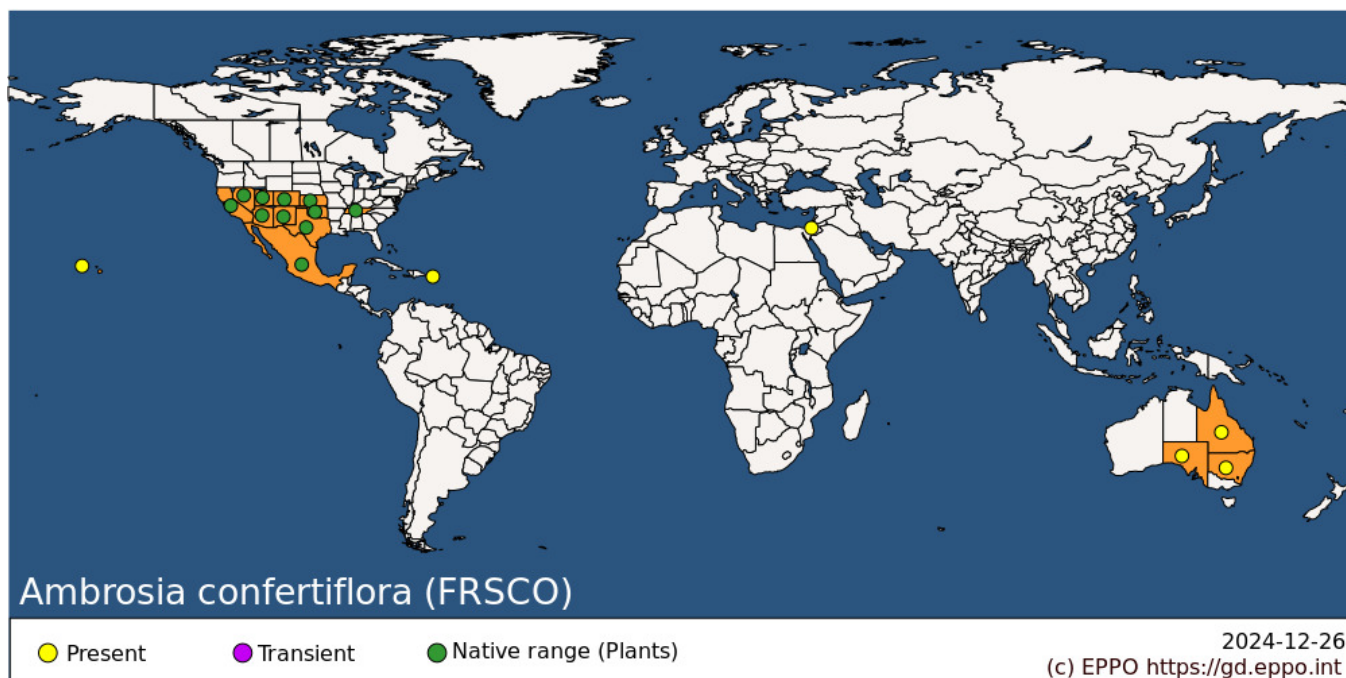 Ambrosia confertiflora (FRSCO)
Present
Transient
Native range (Plants)
2024-12-26
(c) EPPO https://gd.eppo.int